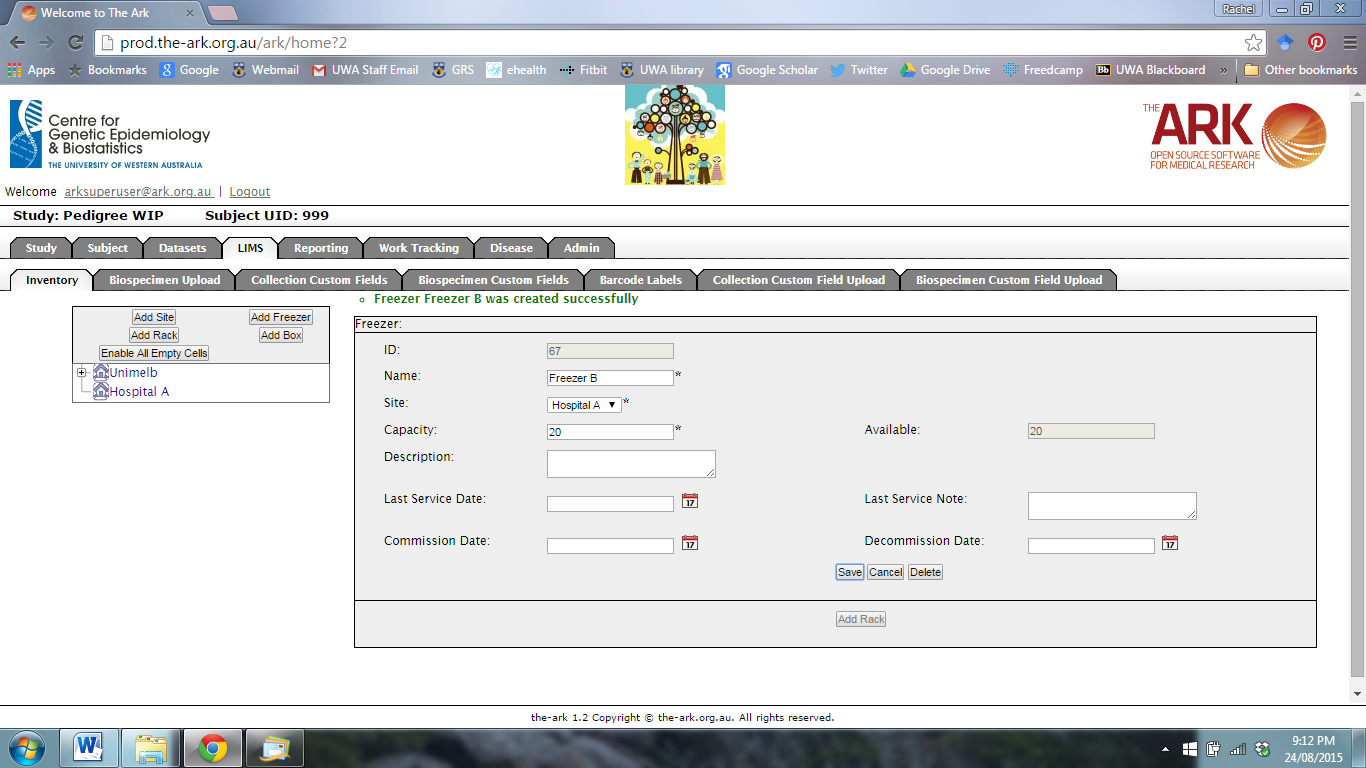 Welcome to The Ark
Rachel
prod.the-ark.org.au/ark/home?2
Apps Bookmarks Google Webmail UWA Staff Email GRS ehealth Fitbit UWA library Google Scholar Twitter Google Drive Freedcamp Bb UWA Blackboard » Other bookmarks
Centre for
Genetic Epidemiology
& Biostatistics
THE UNIVERSITY OF WESTERN AUSTRALIA
THE ARK
OPEN SOURCE SOFTWARE
FOR MEDICAL RESEARCH
Welcome arksuperuser@ark.org.au | Logout
Study: Pedigree WIP Subject UID: 999
Study Subject Datasets LIMS Reporting Work Tracking Disease Admin
Inventory Biospecimen Upload Collection Custom Fields Biospecimen Custom Fields Barcode Labels Collection Custom Field Upload Biospecimen Custom Field Upload
Freezer Freezer B was created successfully
Add Site Add Freezer
Add Rack Add Box
Enable All Empty Cells
Unimelb
Hospital A
Freezer:
ID: 67
Name: Freezer B *
Site: Hospital A *
Capacity: 20 * Available: 20
Description:
Last Service Date: 17 Last Service Note:
Commission Date: 17 Decommission Date: 17
Save Cancel Delete
Add Rack
the-ark 1.2 Copyright © the-ark.org.au. All rights reserved.
9:12 PM
24/08/2015